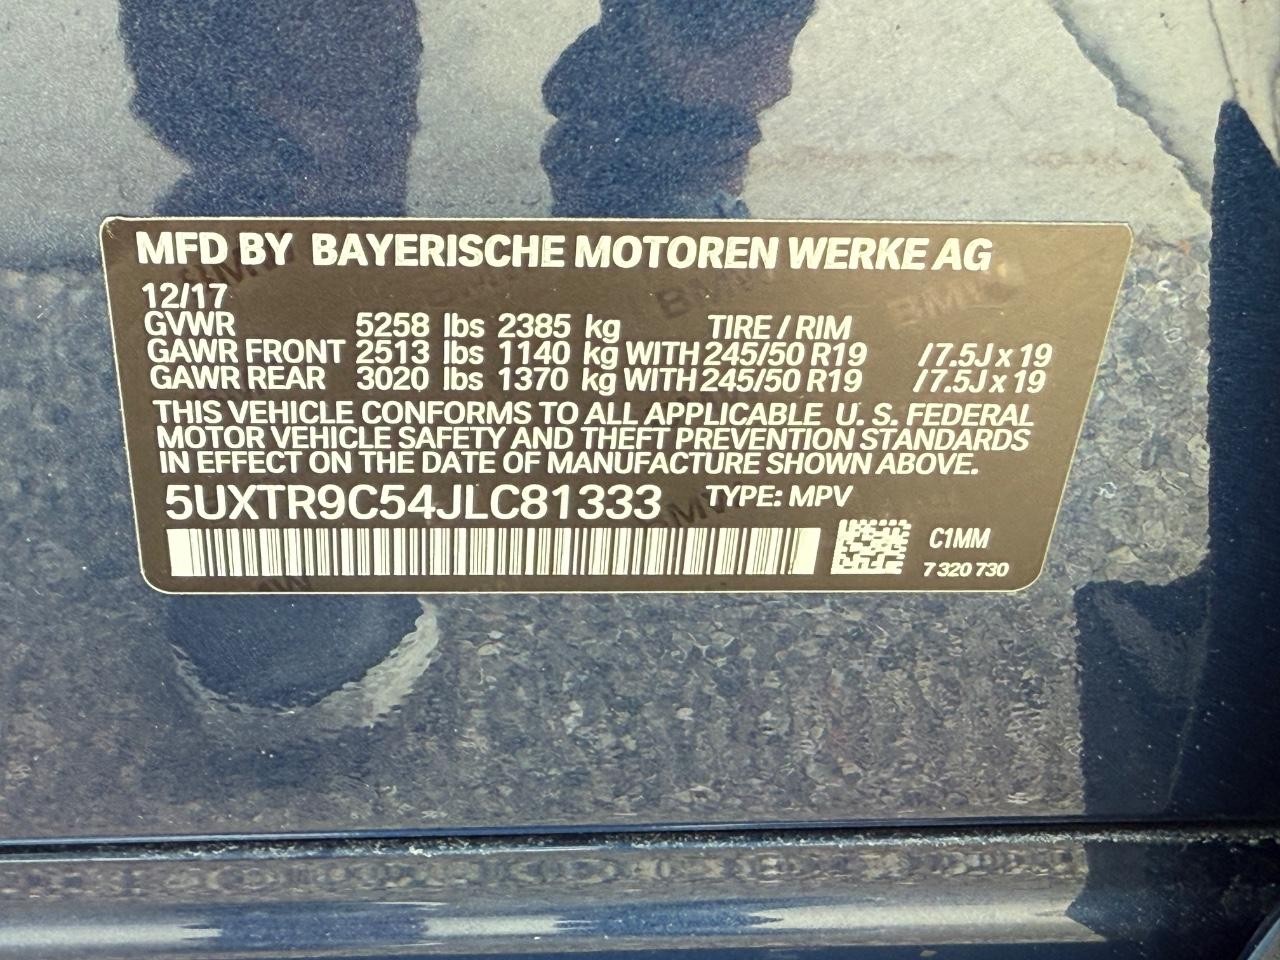 MFD BY BAYERISCHE MOTOREN WERKE AG
12/17
GVWR 5258 lbs 2385 kg TIRE / RIM
GAWR FRONT 2513 lbs 1140 kg WITH 245/50 R19 /7.5J x 19
GAWR REAR 3020 lbs 1370 kg WITH 245/50 R19 /7.5J x 19
THIS VEHICLE CONFORMS TO ALL APPLICABLE U. S. FEDERAL
MOTOR VEHICLE SAFETY AND THEFT PREVENTION STANDARDS
IN EFFECT ON THE DATE OF MANUFACTURE SHOWN ABOVE.
5UXTR9C54JLC81333 TYPE: MPV
C1MM
7 320 730